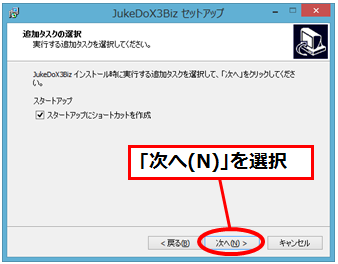 JukeDoX3Biz セットアップ
追加タスクの選択
実行する追加タスクを選択してください。
JukeDoX3Biz インストール時に実行する追加タスクを選択して、「次へ」をクリックしてくださ
い。
スタートアップ
スタートアップにショートカットを作成
「次へ(N)」を選択
< 戻る(B)
次へ(N) >
キャンセル